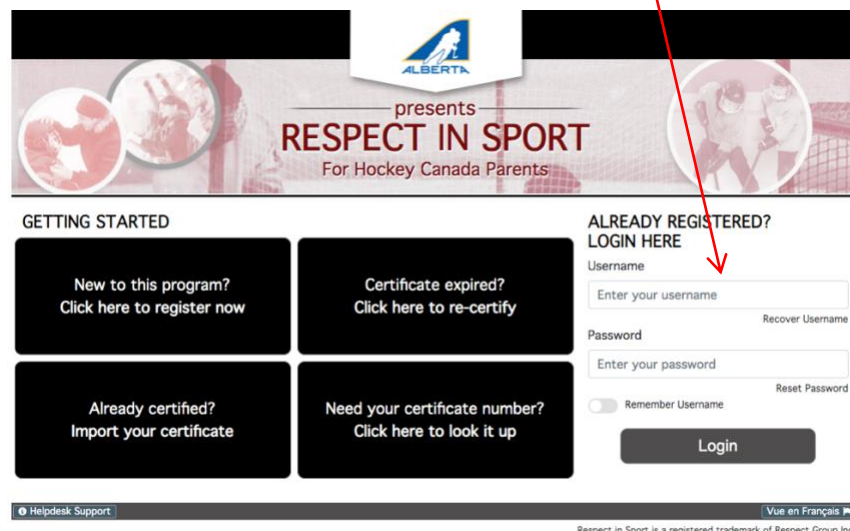 ALBERTA
presents
RESPECT IN SPORT
For Hockey Canada Parents
GETTING STARTED
New to this program?
Click here to register now
Certificate expired?
Click here to re-certify
Already certified?
Import your certificate
Need your certificate number?
Click here to look it up
ALREADY REGISTERED?
LOGIN HERE
Username
Enter your username
Recover Username
Password
Enter your password
Reset Password
Remember Username
Login
Helpdesk Support
Vue en Français
Respect in Sport is a registered trademark of Respect Group Inc